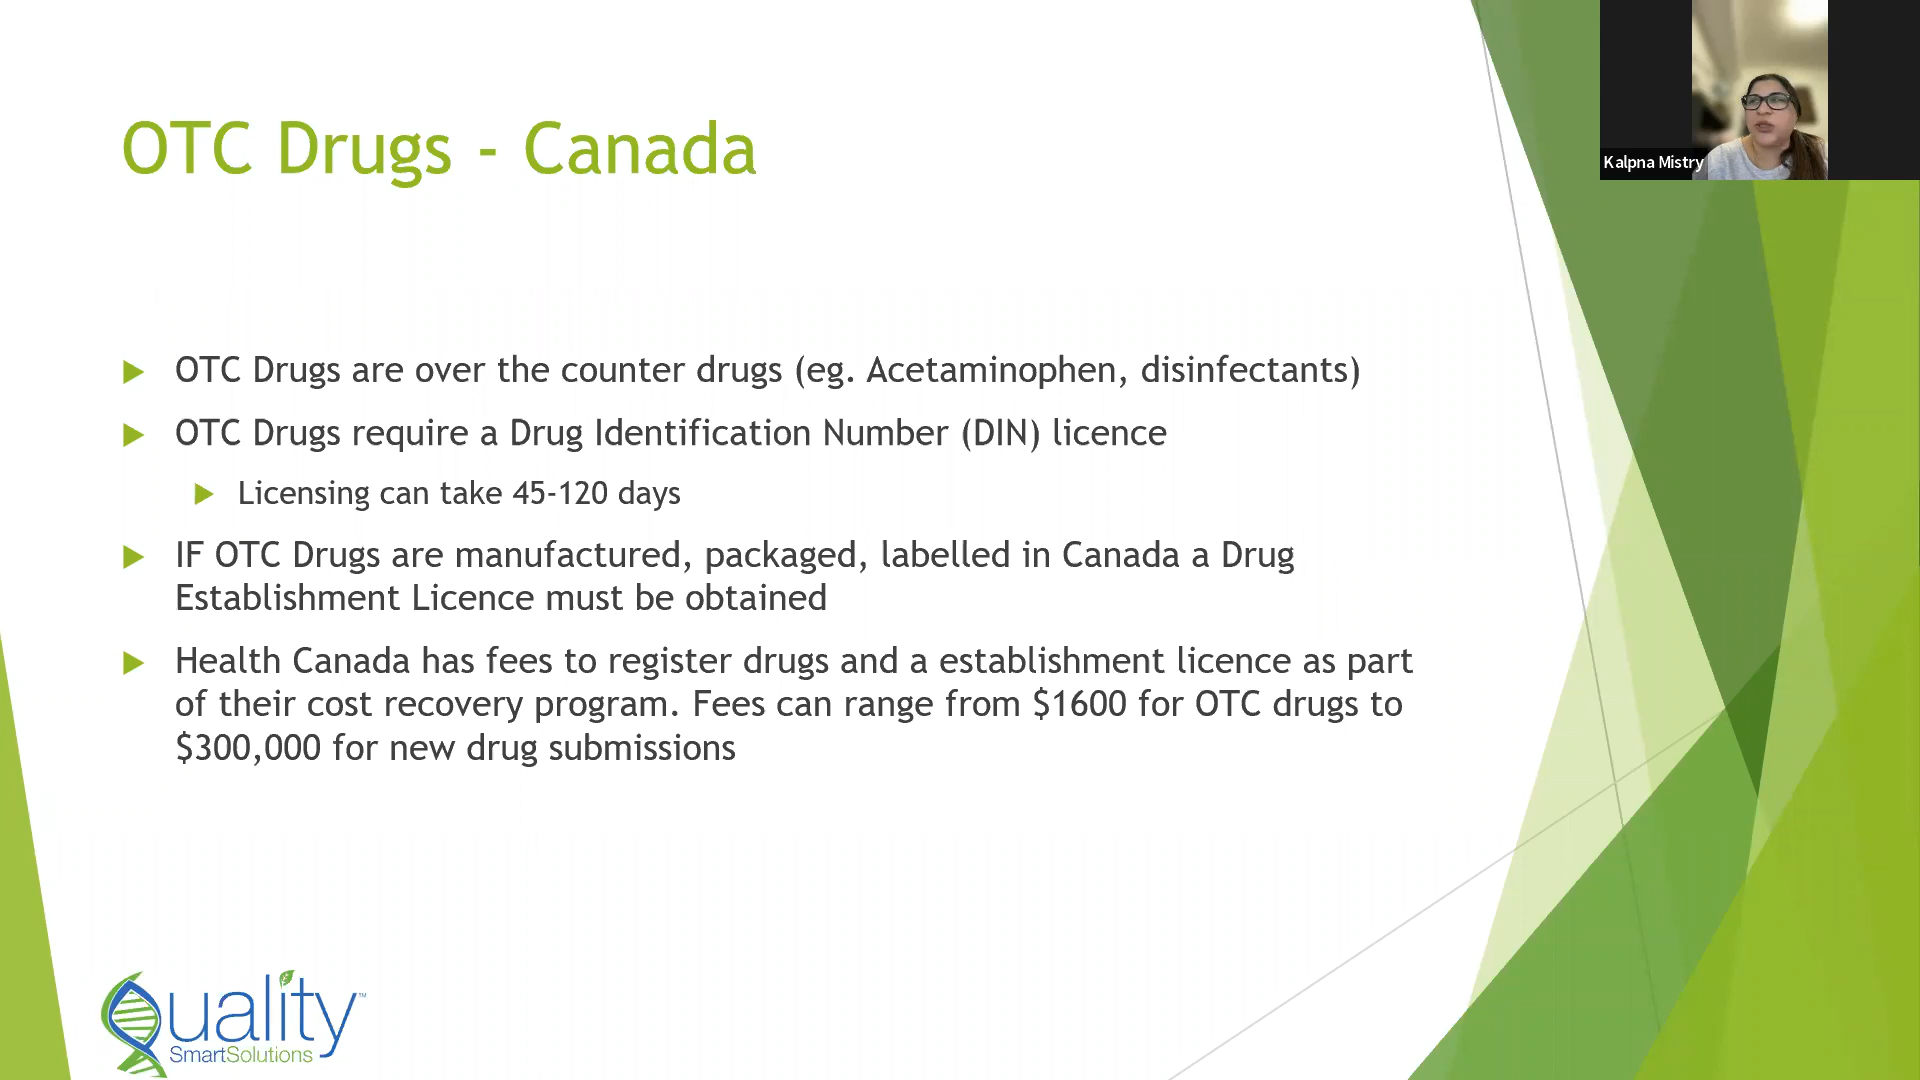 OTC Drugs - Canada
Kalpna Mistry
OTC Drugs are over the counter drugs (eg. Acetaminophen, disinfectants)
OTC Drugs require a Drug Identification Number (DIN) licence
Licensing can take 45-120 days
IF OTC Drugs are manufactured, packaged, labelled in Canada a Drug
Establishment Licence must be obtained
Health Canada has fees to register drugs and a establishment licence as part
of their cost recovery program. Fees can range from $1600 for OTC drugs to
$300,000 for new drug submissions
Quality™
SmartSolutions